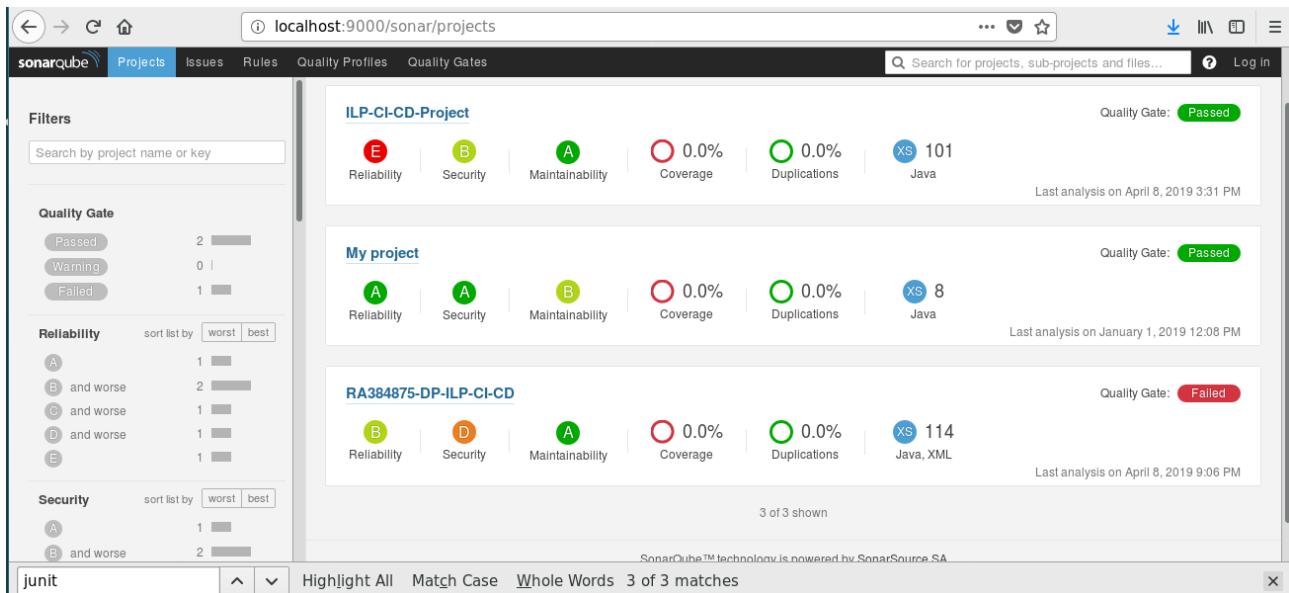 localhost:9000/sonar/projects
sonarqube Projects Issues Rules Quality Profiles Quality Gates Search for projects, sub-projects and files... ? Log in
Filters
Search by project name or key
Quality Gate
Passed 2
Warning 0
Failed 1
Reliability sort list by worst best
A 1
B and worse 2
C and worse 1
D and worse 1
E 1
Security sort list by worst best
A 1
B and worse 2
ILP-CI-CD-Project Quality Gate: Passed
E B A 0.0% 0.0% XS 101
Reliability Security Maintainability Coverage Duplications Java
Last analysis on April 8, 2019 3:31 PM
My project Quality Gate: Passed
A A B 0.0% 0.0% XS 8
Reliability Security Maintainability Coverage Duplications Java
Last analysis on January 1, 2019 12:08 PM
RA384875-DP-ILP-CI-CD Quality Gate: Failed
B D A 0.0% 0.0% XS 114
Reliability Security Maintainability Coverage Duplications Java, XML
Last analysis on April 8, 2019 9:06 PM
3 of 3 shown
SonarQube™ technology is powered by SonarSource SA
junit Highlight All Match Case Whole Words 3 of 3 matches